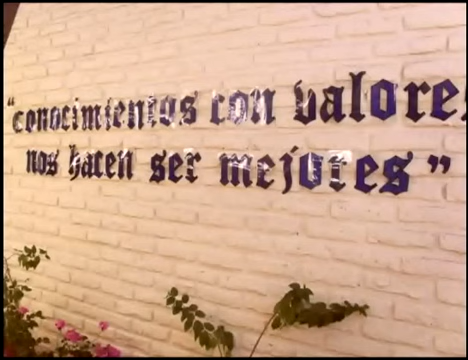 “conocimientos con valores
nos hacen ser mejores”